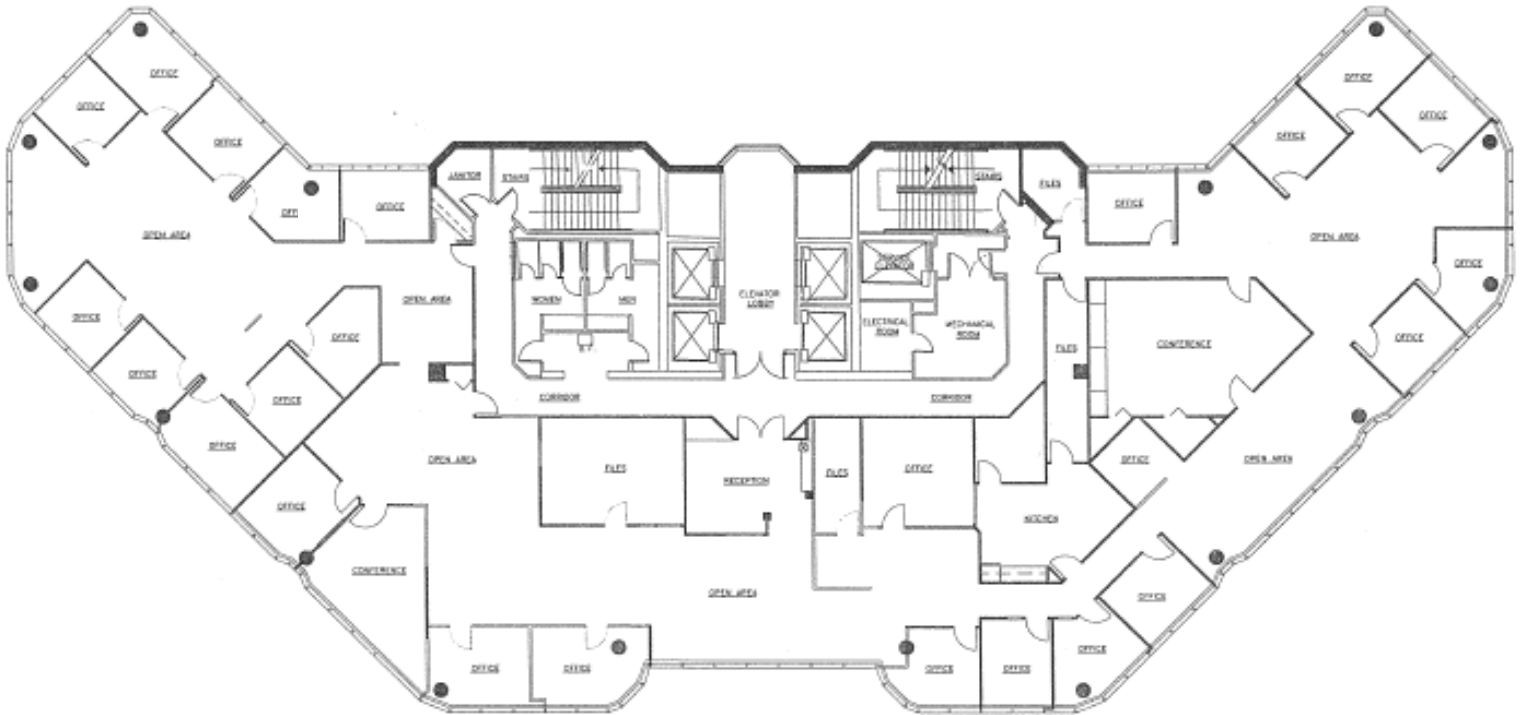 OFFICE
OFFICE
OFFICE
OFFICE
OFFICE
OFFICE
JANITOR
STAIRS
STAIRS
FILES
OFF
OFFICE
OFFICE
OPEN AREA
OPEN AREA
OFFICE
OPEN AREA
WOMEN
MEN
ELEVATOR
LOBBY
ELECTRICAL
ROOM
MECHANICAL
ROOM
OFFICE
OFFICE
OFFICE
FILES
CONFERENCE
OFFICE
OFFICE
OFFICE
CORRIDOR
CORRIDOR
OFFICE
OPEN AREA
FILES
RECEPTION
FILES
OFFICE
OFFICE
OPEN AREA
OFFICE
KITCHEN
CONFERENCE
OPEN AREA
OFFICE
OFFICE
OFFICE
OFFICE
OFFICE
OFFICE